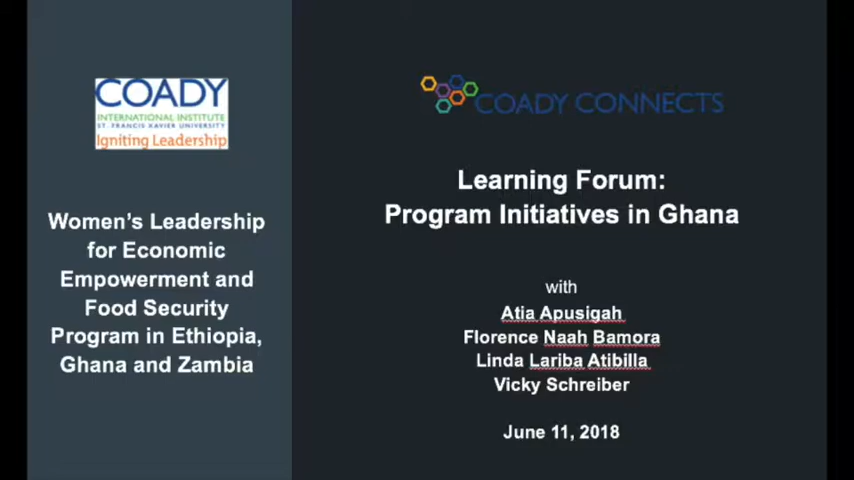 COADY
INTERNATIONAL INSTITUTE
ST. FRANCIS XAVIER UNIVERSITY
Igniting Leadership
Women's Leadership
for Economic
Empowerment and
Food Security
Program in Ethiopia,
Ghana and Zambia
COADY CONNECTS
Learning Forum:
Program Initiatives in Ghana
with
Atia Apusigah
Florence Naah Bamora
Linda Lariba Atibilla
Vicky Schreiber
June 11, 2018